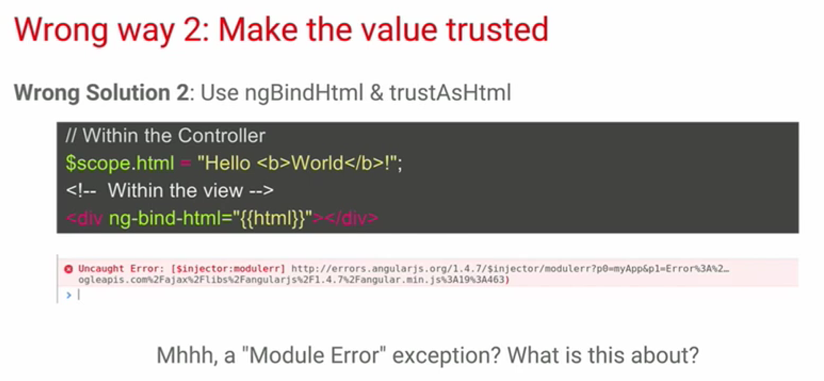 Wrong way 2: Make the value trusted
Wrong Solution 2: Use ngBindHtml & trustAsHtml
// Within the Controller
$scope.html = "Hello <b>World</b>!";
<!-- Within the view -->
<div ng-bind-html="{{html}}"></div>
Uncaught Error: [$injector:modulerr] http://errors.angularjs.org/1.4.7/$injector/modulerr?p0=myApp&p1=Error%3A%2…
ogleapis.com%2Fajax%2Flibs%2Fangularjs%2F1.4.7%2Fangular.min.js%3A19%3A463)
>
Mhhh, a "Module Error" exception? What is this about?